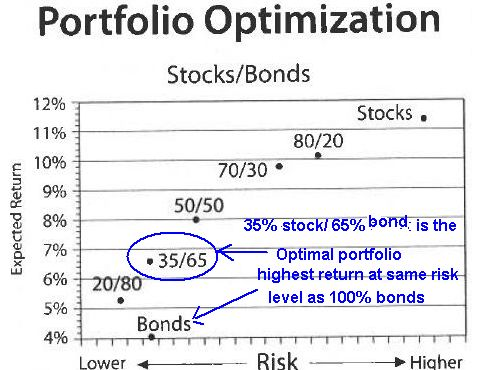 Portfolio Optimization
Stocks/Bonds
12%
11%
10%
9%
8%
7%
6%
5%
4%
Expected Return
Stocks
80/20
70/30
50/50
35% stock/ 65% bond: is the
Optimal portfolio
highest return at same risk
level as 100% bonds
35/65
20/80
Bonds
Lower Risk Higher